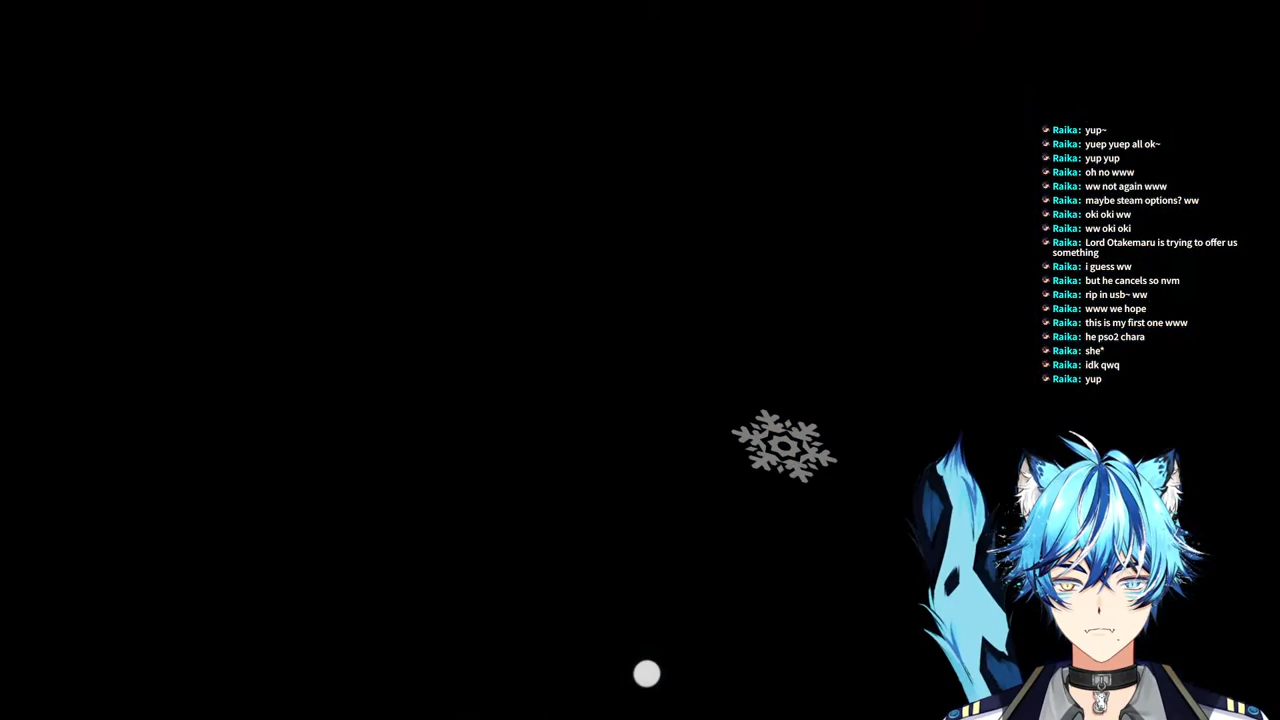 Raika: yup~
Raika: yuep yuep all ok~
Raika: yup yup
Raika: oh no www
Raika: ww not again www
Raika: maybe steam options? ww
Raika: oki oki ww
Raika: ww oki oki
Raika: Lord Otakemaru is trying to offer us
something
Raika: i guess ww
Raika: but he cancels so nvm
Raika: rip in usb~ ww
Raika: www we hope
Raika: this is my first one www
Raika: he pso2 chara
Raika: she*
Raika: idk qwq
Raika: yup